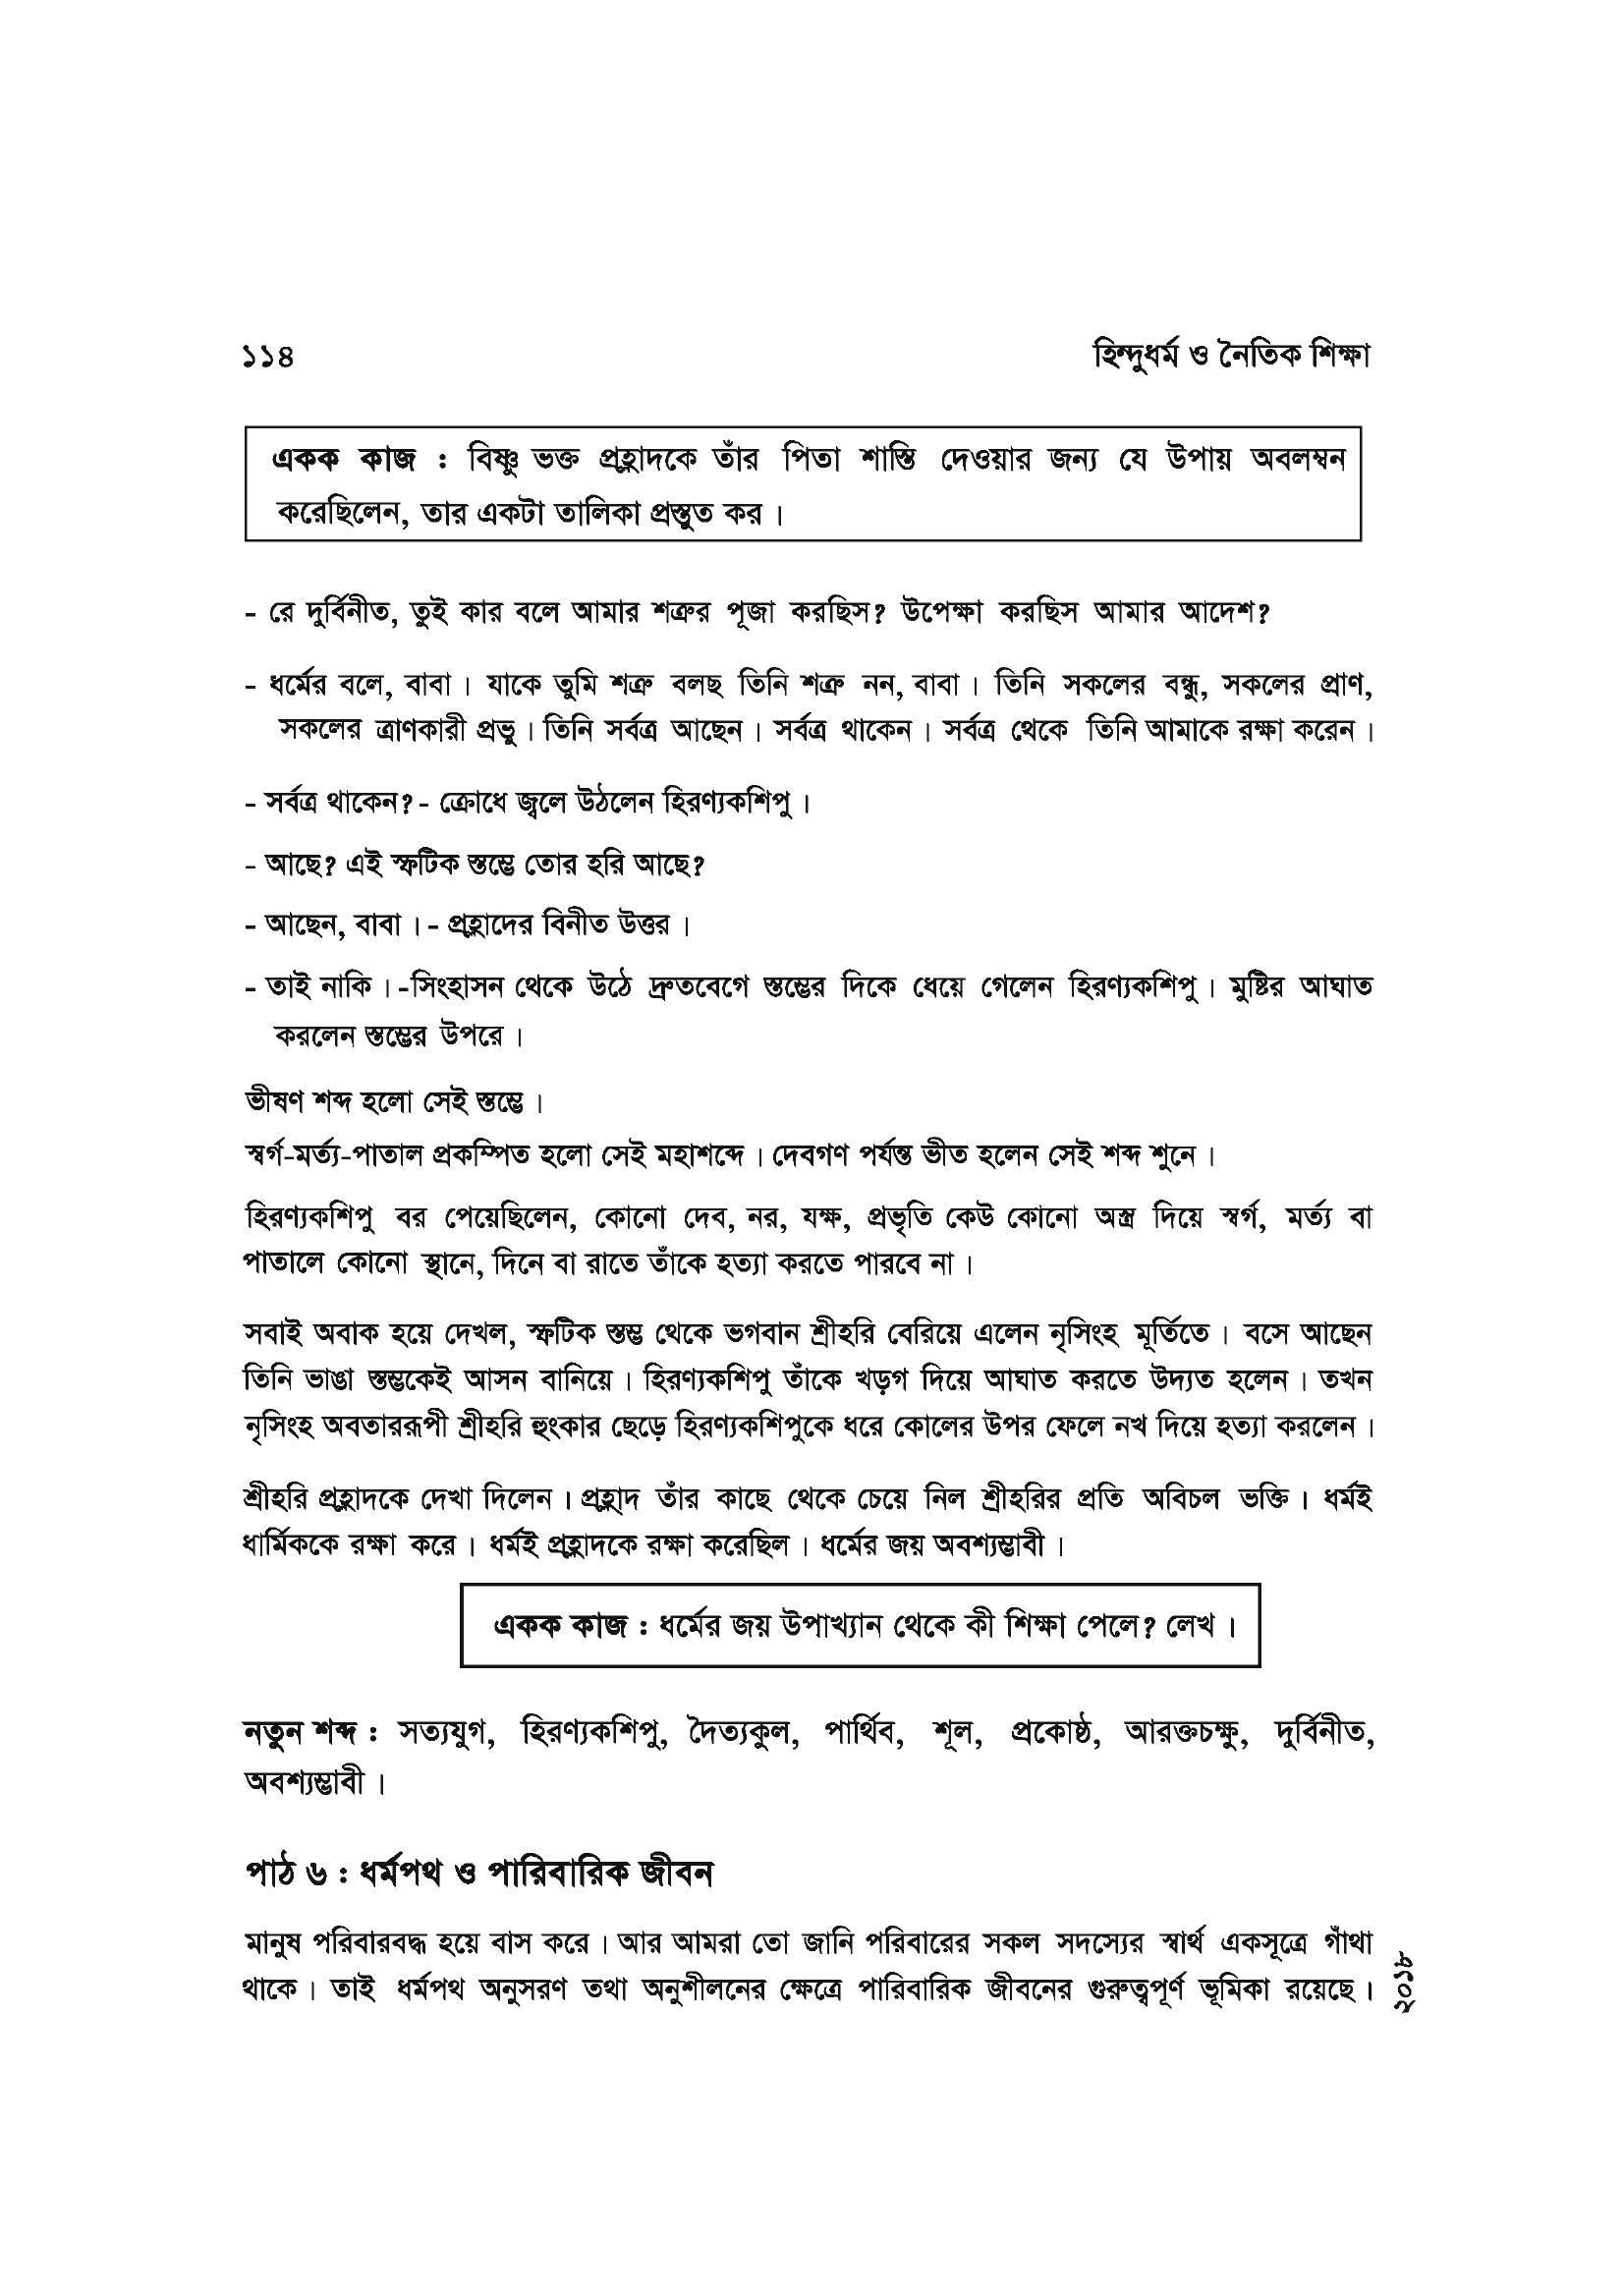 ১১৪
হিন্দুধর্ম ও নৈতিক শিক্ষা
একক কাজ : বিষ্ণু ভক্ত প্রহ্লাদকে তাঁর পিতা শাস্তি দেওয়ার জন্য যে উপায় অবলম্বন
করেছিলেন, তার একটা তালিকা প্রস্তুত কর ।
- রে দুর্বিনীত, তুই কার বলে আমার শত্রুর পূজা করছিস? উপেক্ষা করছিস আমার আদেশ?
- ধর্মের বলে, বাবা । যাকে তুমি শত্রু বলছ তিনি শত্রু নন, বাবা । তিনি সকলের বন্ধু, সকলের প্রাণ,
সকলের ত্রাণকারী প্রভু । তিনি সর্বত্র আছেন । সর্বত্র থাকেন । সর্বত্র থেকে তিনি আমাকে রক্ষা করেন ।
- সর্বত্র থাকেন?- ক্রোধে জ্বলে উঠলেন হিরণ্যকশিপু ।
- আছে? এই স্ফটিক স্তম্ভে তোর হরি আছে?
- আছেন, বাবা । - প্রহ্লাদের বিনীত উত্তর ।
- তাই নাকি । -সিংহাসন থেকে উঠে দ্রুতবেগে স্তম্ভের দিকে ধেয়ে গেলেন হিরণ্যকশিপু । মুষ্টির আঘাত
করলেন স্তম্ভের উপরে ।
ভীষণ শব্দ হলো সেই স্তম্ভে ।
স্বর্গ-মর্ত্য-পাতাল প্রকম্পিত হলো সেই মহাশব্দে । দেবগণ পর্যন্ত ভীত হলেন সেই শব্দ শুনে ।
হিরণ্যকশিপু বর পেয়েছিলেন, কোনো দেব, নর, যক্ষ, প্রভৃতি কেউ কোনো অস্ত্র দিয়ে স্বর্গ, মর্ত্য বা
পাতালে কোনো স্থানে, দিনে বা রাতে তাঁকে হত্যা করতে পারবে না ।
সবাই অবাক হয়ে দেখল, স্ফটিক স্তম্ভ থেকে ভগবান শ্রীহরি বেরিয়ে এলেন নৃসিংহ মূর্তিতে । বসে আছেন
তিনি ভাঙা স্তম্ভকেই আসন বানিয়ে । হিরণ্যকশিপু তাঁকে খড়গ দিয়ে আঘাত করতে উদ্যত হলেন । তখন
নৃসিংহ অবতাররূপী শ্রীহরি হুংকার ছেড়ে হিরণ্যকশিপুকে ধরে কোলের উপর ফেলে নখ দিয়ে হত্যা করলেন ।
শ্রীহরি প্রহ্লাদকে দেখা দিলেন । প্রহ্লাদ তাঁর কাছে থেকে চেয়ে নিল শ্রীহরির প্রতি অবিচল ভক্তি । ধর্মই
ধার্মিককে রক্ষা করে । ধর্মই প্রহ্লাদকে রক্ষা করেছিল । ধর্মের জয় অবশ্যম্ভাবী ।
একক কাজ : ধর্মের জয় উপাখ্যান থেকে কী শিক্ষা পেলে? লেখ ।
নতুন শব্দ : সত্যযুগ, হিরণ্যকশিপু, দৈত্যকুল, পার্থিব, শূল, প্রকোষ্ঠ, আরক্তচক্ষু, দুর্বিনীত,
অবশ্যম্ভাবী ।
পাঠ ৬ : ধর্মপথ ও পারিবারিক জীবন
মানুষ পরিবারবদ্ধ হয়ে বাস করে । আর আমরা তো জানি পরিবারের সকল সদস্যের স্বার্থ একসূত্রে গাঁথা
থাকে । তাই ধর্মপথ অনুসরণ তথা অনুশীলনের ক্ষেত্রে পারিবারিক জীবনের গুরুত্বপূর্ণ ভূমিকা রয়েছে ।
২০১৮